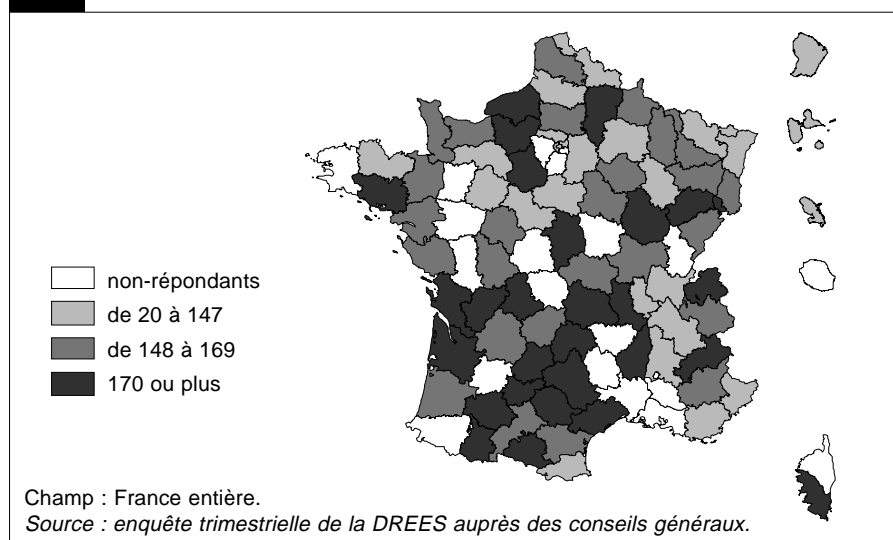 non-répondants
de 20 à 147
de 148 à 169
170 ou plus
Champ : France entière.
Source : enquête trimestrielle de la DREES auprès des conseils généraux.